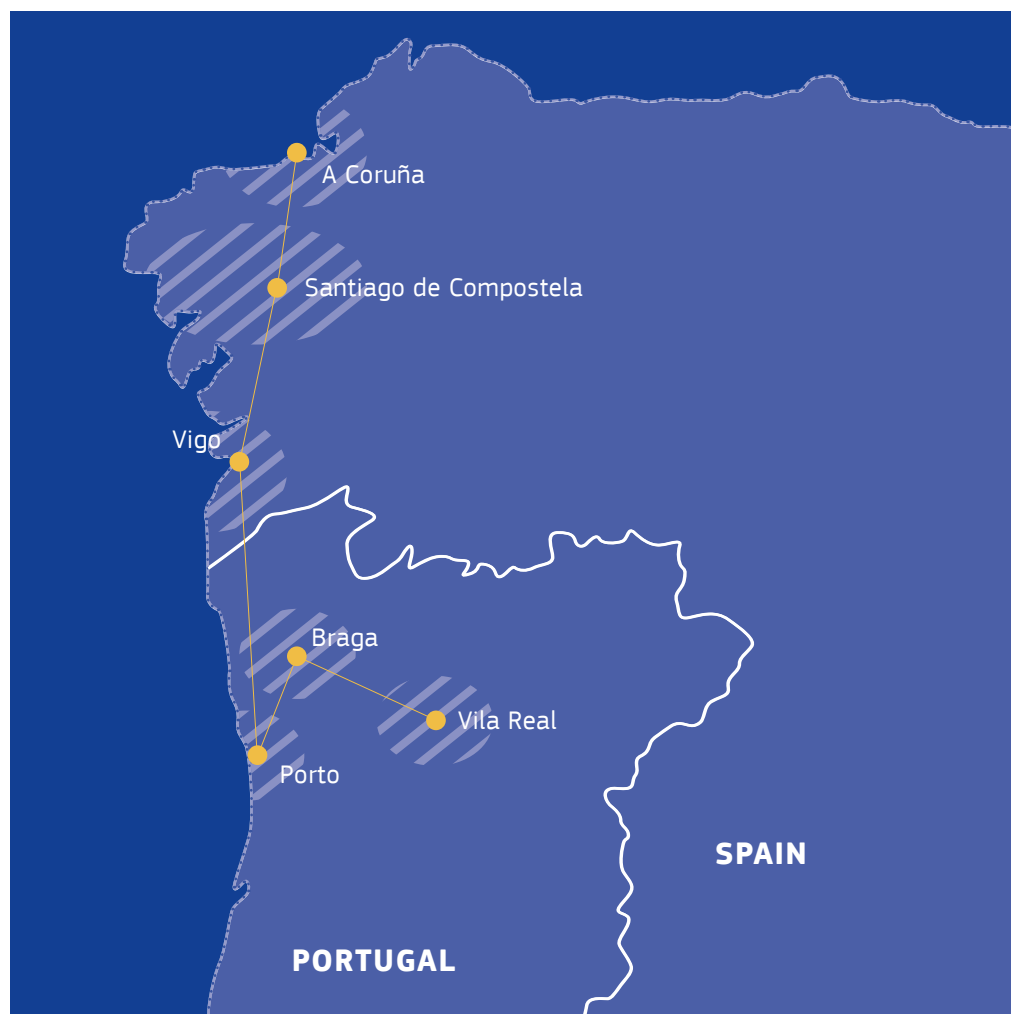 A Coruña
Santiago de Compostela
Vigo
Braga
Vila Real
Porto
SPAIN
PORTUGAL